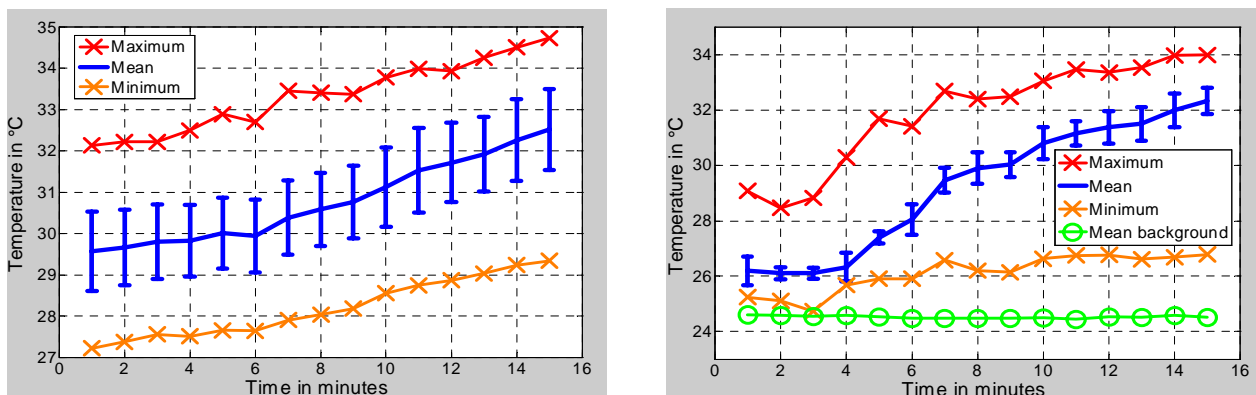 35
34
33
32
31
30
29
28
27
0 2 4 6 8 10 12 14 16
Temperature in °C
Time in minutes
Maximum
Mean
Minimum
34
32
30
28
26
24
0 2 4 6 8 10 12 14 16
Temperature in °C
Time in minutes
Maximum
Mean
Minimum
Mean background